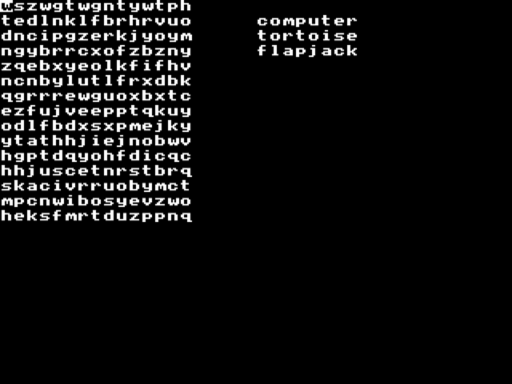 wszwgtwgntywtph
tedlnklfbrhrvuo computer
dncipgzerkjyoym tortoise
ngybrrcxofzbzny flapjack
zqebxyeolkfifhv
ncnbylutlfrxdbk
qgrrrewguoxbxtc
ezfujveepptqkuy
odlfbdxsxpmejky
ytathhjiejnobwv
hgptdqyohfdicqc
hhjuscetnrstbrq
skacivrruobymct
mpcnwibosyevzwo
heksfmrtduzppnq